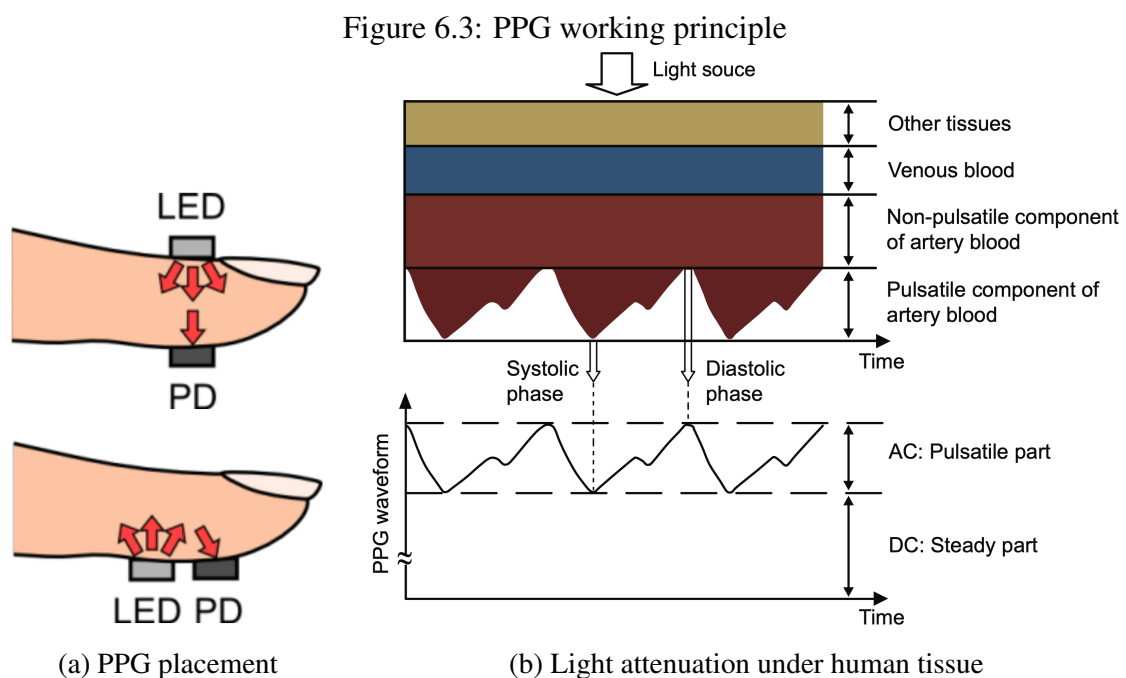 Figure 6.3: PPG working principle
LED
PD
LED PD
(a) PPG placement
Light souce
Other tissues
Venous blood
Non-pulsatile component
of artery blood
Pulsatile component of
artery blood
Time
Systolic
phase
Diastolic
phase
PPG waveform
AC: Pulsatile part
DC: Steady part
Time
(b) Light attenuation under human tissue